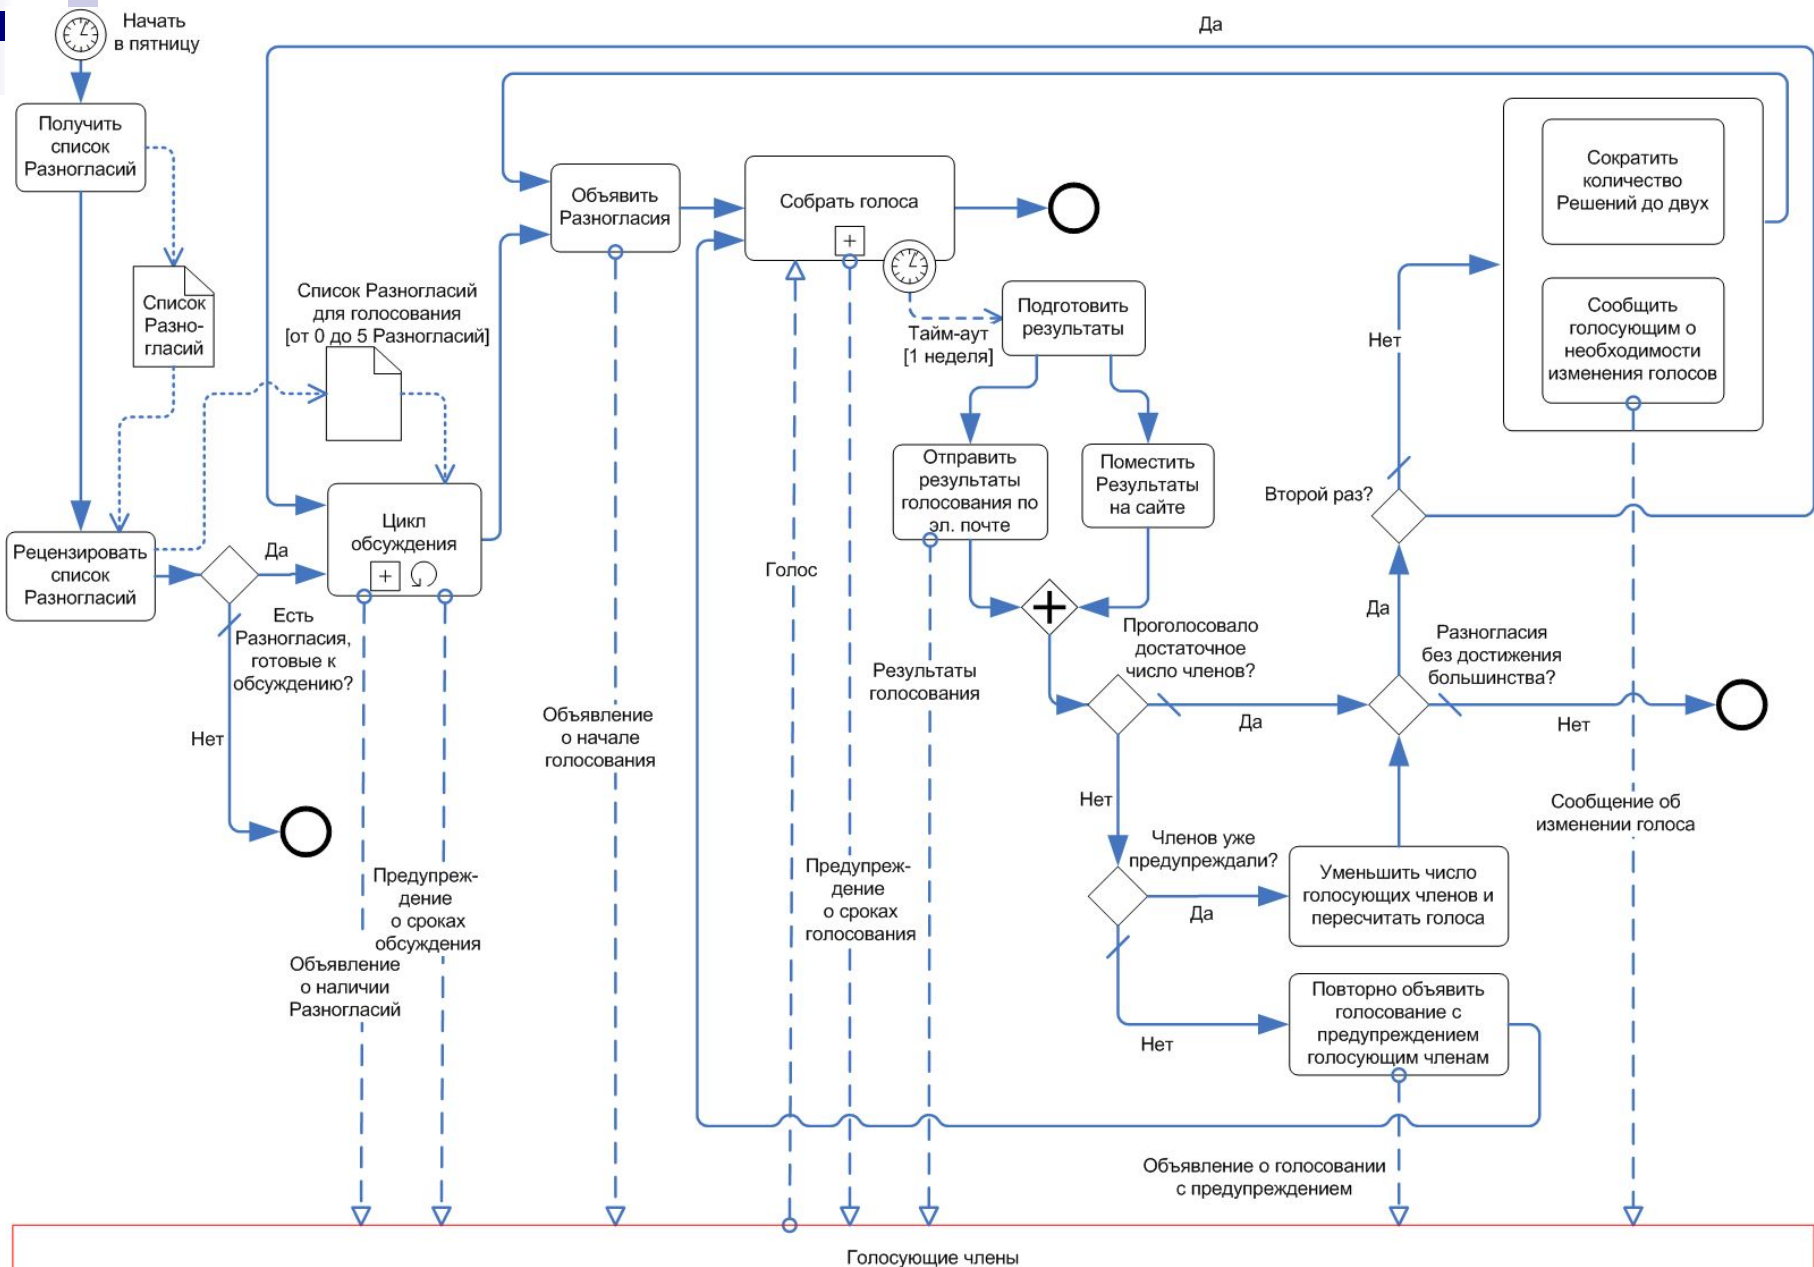 Начать
в пятницу
Да
Получить
список
Разногласий
Список
Разно-
гласий
Список Разногласий
для голосования
[от 0 до 5 Разногласий]
Рецензировать
список
Разногласий
Да
Есть
Разногласия,
готовые к
обсуждению?
Нет
Цикл
обсуждения
Объявить
Разногласия
Собрать голоса
Тайм-аут
[1 неделя]
Подготовить
результаты
Отправить
результаты
голосования по
эл. почте
Поместить
Результаты
на сайте
Сократить
количество
Решений до двух
Сообщить
голосующим о
необходимости
изменения голосов
Нет
Второй раз?
Да
Голос
Проголосовало
достаточное
число членов?
Да
Разногласия
без достижения
большинства?
Нет
Результаты
голосования
Объявление
о начале
голосования
Нет
Членов уже
предупреждали?
Да
Уменьшить число
голосующих членов и
пересчитать голоса
Сообщение об
изменении голоса
Предупреж-
дение
о сроках
обсуждения
Предупреж-
дение
о сроках
голосования
Объявление
о наличии
Разногласий
Нет
Повторно объявить
голосование с
предупреждением
голосующим членам
Объявление о голосовании
с предупреждением
Голосующие члены